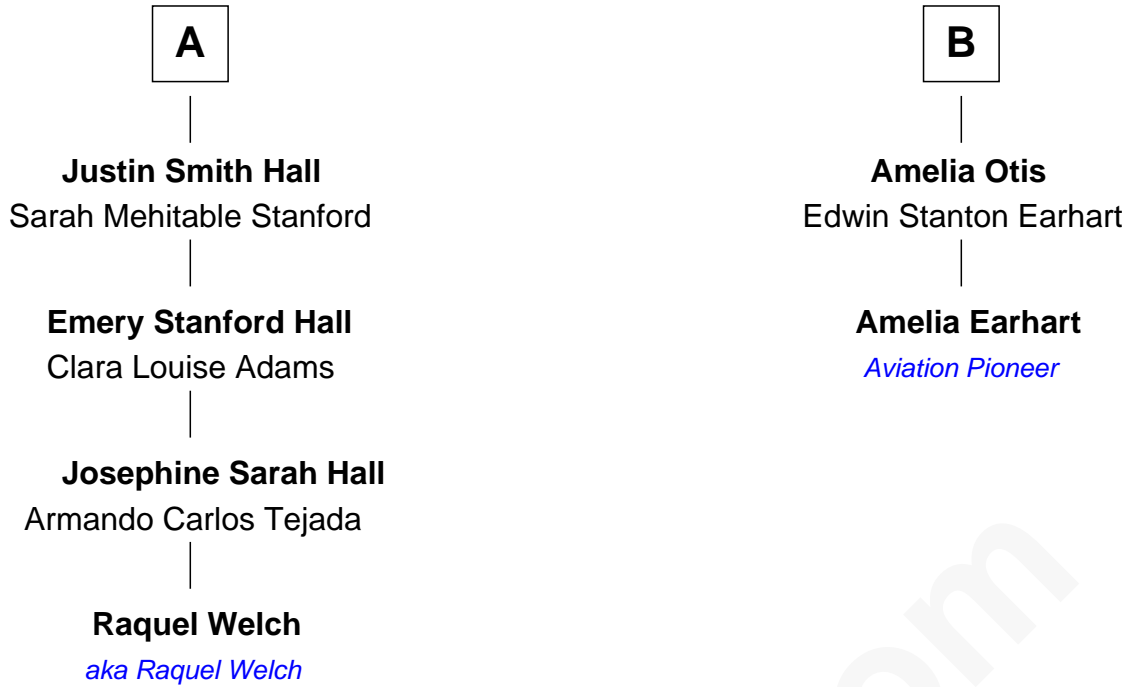 A
Justin Smith Hall
Sarah Mehitable Stanford
Emery Stanford Hall
Clara Louise Adams
Josephine Sarah Hall
Armando Carlos Tejada
Raquel Welch
aka Raquel Welch
B
Amelia Otis
Edwin Stanton Earhart
Amelia Earhart
Aviation Pioneer
om